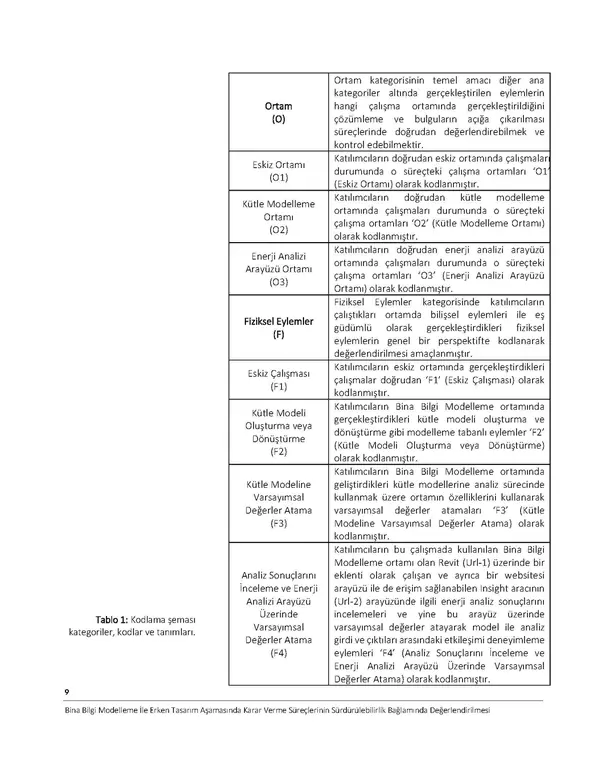 Ortam
(O)
Ortam kategorisinin temel amacı diğer ana
kategoriler altında gerçekleştirilen eylemlerin
hangi çalışma ortamında gerçekleştirildiğini
çözümleme ve bulguların açığa çıkarılması
süreçlerinde doğrudan değerlendirebilmek ve
kontrol edebilmektir.
Eskiz Ortamı
(O1)
Katılımcıların doğrudan eskiz ortamında çalışmaları
durumunda o süreçteki çalışma ortamları ‘O1’
(Eskiz Ortamı) olarak kodlanmıştır.
Kütle Modelleme
Ortamı
(O2)
Katılımcıların doğrudan kütle modelleme
ortamında çalışmaları durumunda o süreçteki
çalışma ortamları ‘O2’ (Kütle Modelleme Ortamı)
olarak kodlanmıştır.
Enerji Analizi
Arayüzü Ortamı
(O3)
Katılımcıların doğrudan enerji analizi arayüzü
ortamında çalışmaları durumunda o süreçteki
çalışma ortamları ‘O3’ (Enerji Analizi Arayüzü
Ortamı) olarak kodlanmıştır.
Fiziksel Eylemler
(F)
Fiziksel Eylemler kategorisinde katılımcıların
çalıştıkları ortamda bilişsel eylemleri ile eş
güdümlü olarak gerçekleştirdikleri fiziksel
eylemlerin genel bir perspektifte kodlanarak
değerlendirilmesi amaçlanmıştır.
Eskiz Çalışması
(F1)
Katılımcıların eskiz ortamında gerçekleştirdikleri
çalışmalar doğrudan ‘F1’ (Eskiz Çalışması) olarak
kodlanmıştır.
Kütle Modeli
Oluşturma veya
Dönüştürme
(F2)
Katılımcıların Bina Bilgi Modelleme ortamında
gerçekleştirdikleri kütle modeli oluşturma ve
dönüştürme gibi modelleme tabanlı eylemler ‘F2’
(Kütle Modeli Oluşturma veya Dönüştürme)
olarak kodlanmıştır.
Kütle Modeline
Varsayımsal
Değerler Atama
(F3)
Katılımcıların Bina Bilgi Modelleme ortamında
geliştirdikleri kütle modellerine analiz sürecinde
kullanmak üzere ortamın özelliklerini kullanarak
varsayımsal değerler atamaları ‘F3’ (Kütle
Modeline Varsayımsal Değerler Atama) olarak
kodlanmıştır.
Analiz Sonuçlarını
İnceleme ve Enerji
Analizi Arayüzü
Üzerinde
Varsayımsal
Değerler Atama
(F4)
Katılımcıların bu çalışmada kullanılan Bina Bilgi
Modelleme ortamı olan Revit (Url-1) üzerinde bir
eklenti olarak çalışan ve ayrıca bir websitesi
arayüzü ile de erişim sağlanabilen Insight aracının
(Url-2) arayüzünde ilgili enerji analiz sonuçlarını
incelemeleri ve yine bu arayüz üzerinde
varsayımsal değerler atayarak model ile analiz
girdi ve çıktıları arasındaki etkileşimi deneyimleme
eylemleri ‘F4’ (Analiz Sonuçlarını İnceleme ve
Enerji Analizi Arayüzü Üzerinde Varsayımsal
Değerler Atama) olarak kodlanmıştır.
Tablo 1: Kodlama şeması
kategoriler, kodlar ve tanımları.
9
Bina Bilgi Modelleme İle Erken Tasarım Aşamasında Karar Verme Süreçlerinin Sürdürülebilirlik Bağlamında Değerlendirilmesi